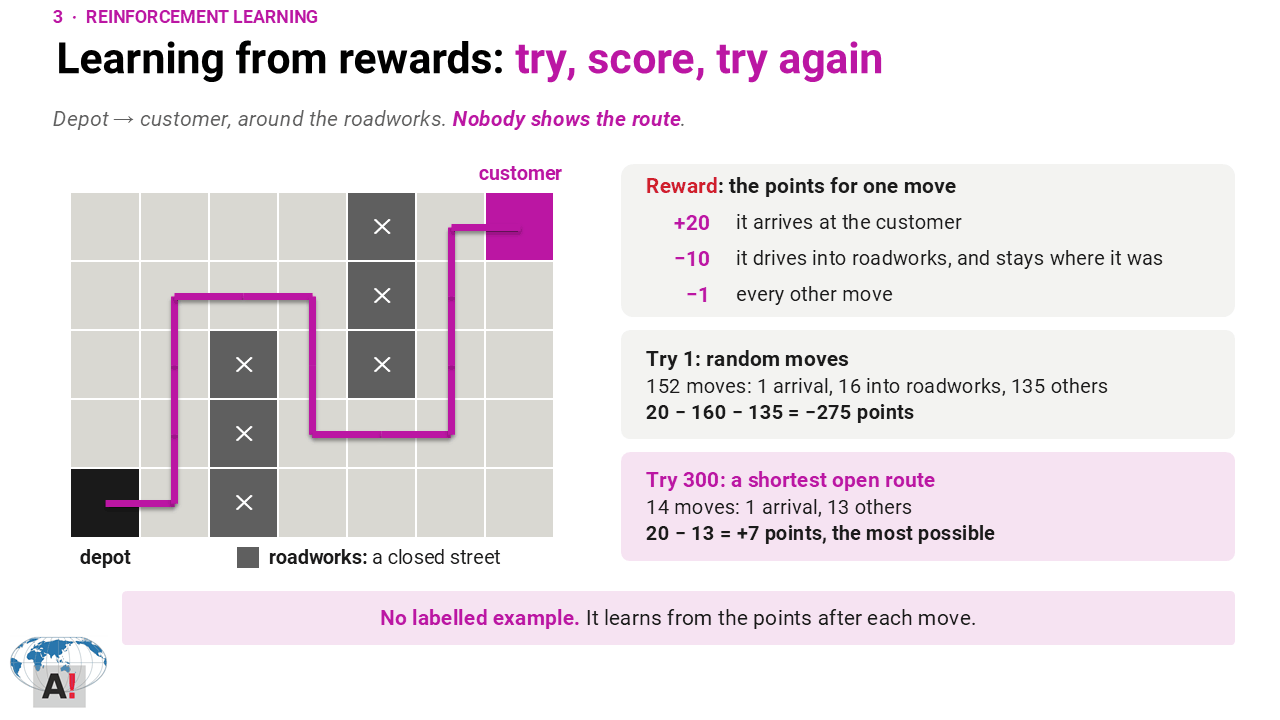 3 · REINFORCEMENT LEARNING
Learning from rewards: try, score, try again
Depot → customer, around the roadworks. Nobody shows the route.
customer
×
×
× ×
×
×
depot
roadworks: a closed street
Reward: the points for one move
+20 it arrives at the customer
−10 it drives into roadworks, and stays where it was
−1 every other move
Try 1: random moves
152 moves: 1 arrival, 16 into roadworks, 135 others
20 − 160 − 135 = −275 points
Try 300: a shortest open route
14 moves: 1 arrival, 13 others
20 − 13 = +7 points, the most possible
No labelled example. It learns from the points after each move.
A!